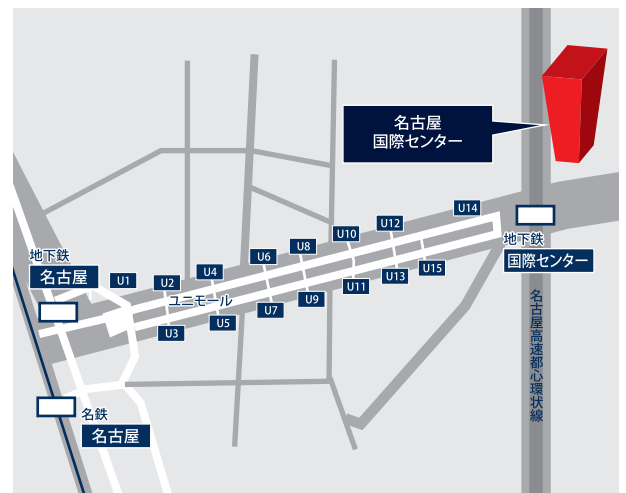 名古屋
国際センター
U14
U12
U10
U8
U6
U4
U2
U1
地下鉄
国際センター
地下鉄
名古屋
ユニモール
U15
U13
U11
U9
U7
U5
U3
名古屋高速都心環状線
名鉄
名古屋